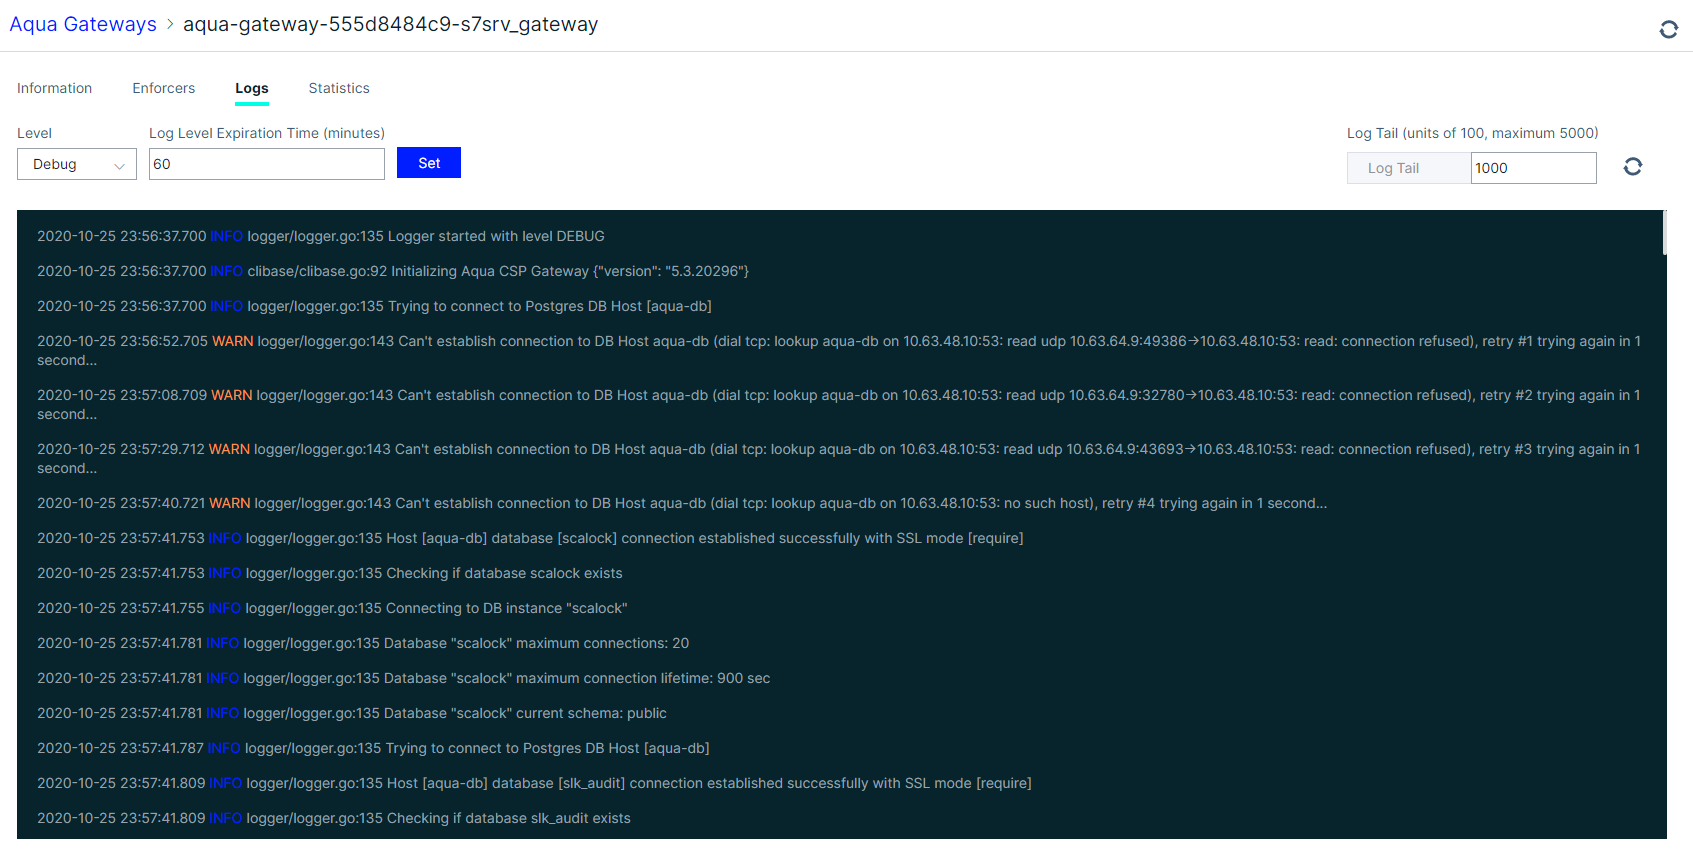 Aqua Gateways > aqua-gateway-555d8484c9-s7srv_gateway
Information Enforcers Logs Statistics
Level Log Level Expiration Time (minutes) Log Tail (units of 100, maximum 5000)
Debug 60 Set Log Tail 1000
2020-10-25 23:56:37.700 INFO logger/logger.go:135 Logger started with level DEBUG
2020-10-25 23:56:37.700 INFO clibase/clibase.go:92 Initializing Aqua CSP Gateway {"version": "5.3.20296"}
2020-10-25 23:56:37.700 INFO logger/logger.go:135 Trying to connect to Postgres DB Host [aqua-db]
2020-10-25 23:56:52.705 WARN logger/logger.go:143 Can't establish connection to DB Host aqua-db (dial tcp: lookup aqua-db on 10.63.48.10:53: read udp 10.63.64.9:49386→10.63.48.10:53: read: connection refused), retry #1 trying again in 1
second...
2020-10-25 23:57:08.709 WARN logger/logger.go:143 Can't establish connection to DB Host aqua-db (dial tcp: lookup aqua-db on 10.63.48.10:53: read udp 10.63.64.9:32780→10.63.48.10:53: read: connection refused), retry #2 trying again in 1
second...
2020-10-25 23:57:29.712 WARN logger/logger.go:143 Can't establish connection to DB Host aqua-db (dial tcp: lookup aqua-db on 10.63.48.10:53: read udp 10.63.64.9:43693→10.63.48.10:53: read: connection refused), retry #3 trying again in 1
second...
2020-10-25 23:57:40.721 WARN logger/logger.go:143 Can't establish connection to DB Host aqua-db (dial tcp: lookup aqua-db on 10.63.48.10:53: no such host), retry #4 trying again in 1 second...
2020-10-25 23:57:41.753 INFO logger/logger.go:135 Host [aqua-db] database [scalock] connection established successfully with SSL mode [require]
2020-10-25 23:57:41.753 INFO logger/logger.go:135 Checking if database scalock exists
2020-10-25 23:57:41.755 INFO logger/logger.go:135 Connecting to DB instance "scalock"
2020-10-25 23:57:41.781 INFO logger/logger.go:135 Database "scalock" maximum connections: 20
2020-10-25 23:57:41.781 INFO logger/logger.go:135 Database "scalock" maximum connection lifetime: 900 sec
2020-10-25 23:57:41.781 INFO logger/logger.go:135 Database "scalock" current schema: public
2020-10-25 23:57:41.787 INFO logger/logger.go:135 Trying to connect to Postgres DB Host [aqua-db]
2020-10-25 23:57:41.809 INFO logger/logger.go:135 Host [aqua-db] database [slk_audit] connection established successfully with SSL mode [require]
2020-10-25 23:57:41.809 INFO logger/logger.go:135 Checking if database slk_audit exists